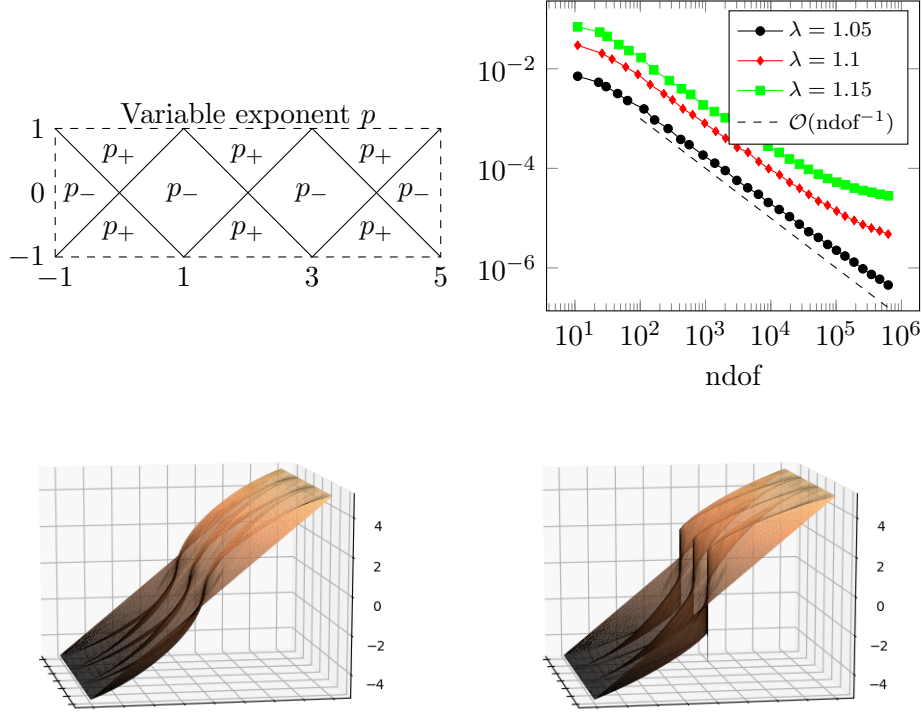 Variable exponent p
1
p₊ p₊ p₊
0
p₋ p₋ p₋ p₋
p₊ p₊ p₊
−1
−1 1 3 5
λ = 1.05
λ = 1.1
λ = 1.15
𝒪(ndof⁻¹)
10⁻²
10⁻⁴
10⁻⁶
10¹ 10² 10³ 10⁴ 10⁵ 10⁶
ndof
4
2
0
−2
−4
4
2
0
−2
−4